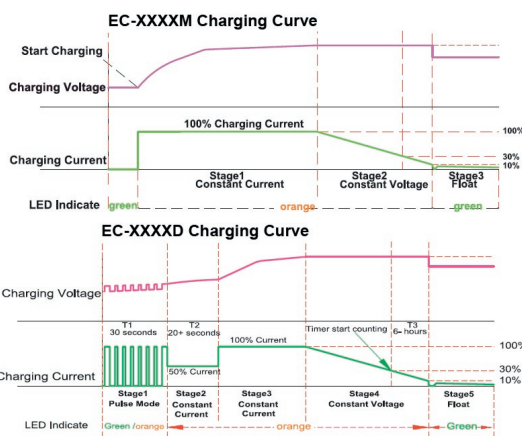 EC-XXXXM Charging Curve
Start Charging
Charging Voltage
100% Charging Current
100%
Charging Current
30%
10%
Stage1 Stage2 Stage3
Constant Current Constant Voltage Float
LED Indicate green orange green
EC-XXXXD Charging Curve
Charging Voltage
T1 T2 T3
30 seconds 20+ seconds Timer start counting 6- hours
100% Current 100%
50% Current 30%
Charging Current 10%
Stage1 Stage2 Stage3 Stage4 Stage5
Pulse Mode Constant Constant Constant Voltage Float
Current Current
LED Indicate Green /orange orange Green